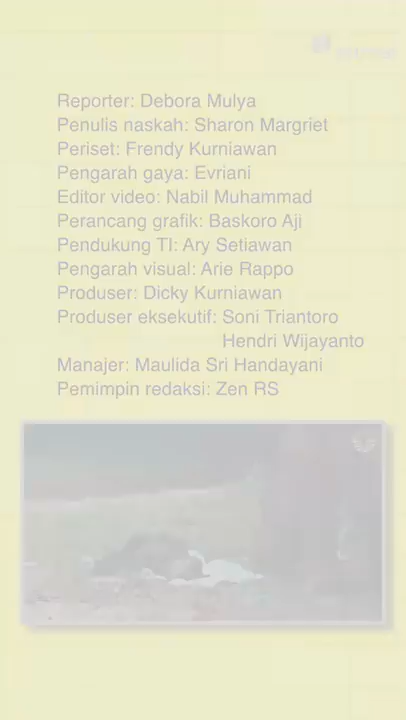 Reporter: Debora Mulya
Penulis naskah: Sharon Margriet
Periset: Frendy Kurniawan
Pengarah gaya: Evriani
Editor video: Nabil Muhammad
Perancang grafik: Baskoro Aji
Pendukung TI: Ary Setiawan
Pengarah visual: Arie Rappo
Produser: Dicky Kurniawan
Produser eksekutif: Soni Triantoro
Hendri Wijayanto
Manajer: Maulida Sri Handayani
Pemimpin redaksi: Zen RS